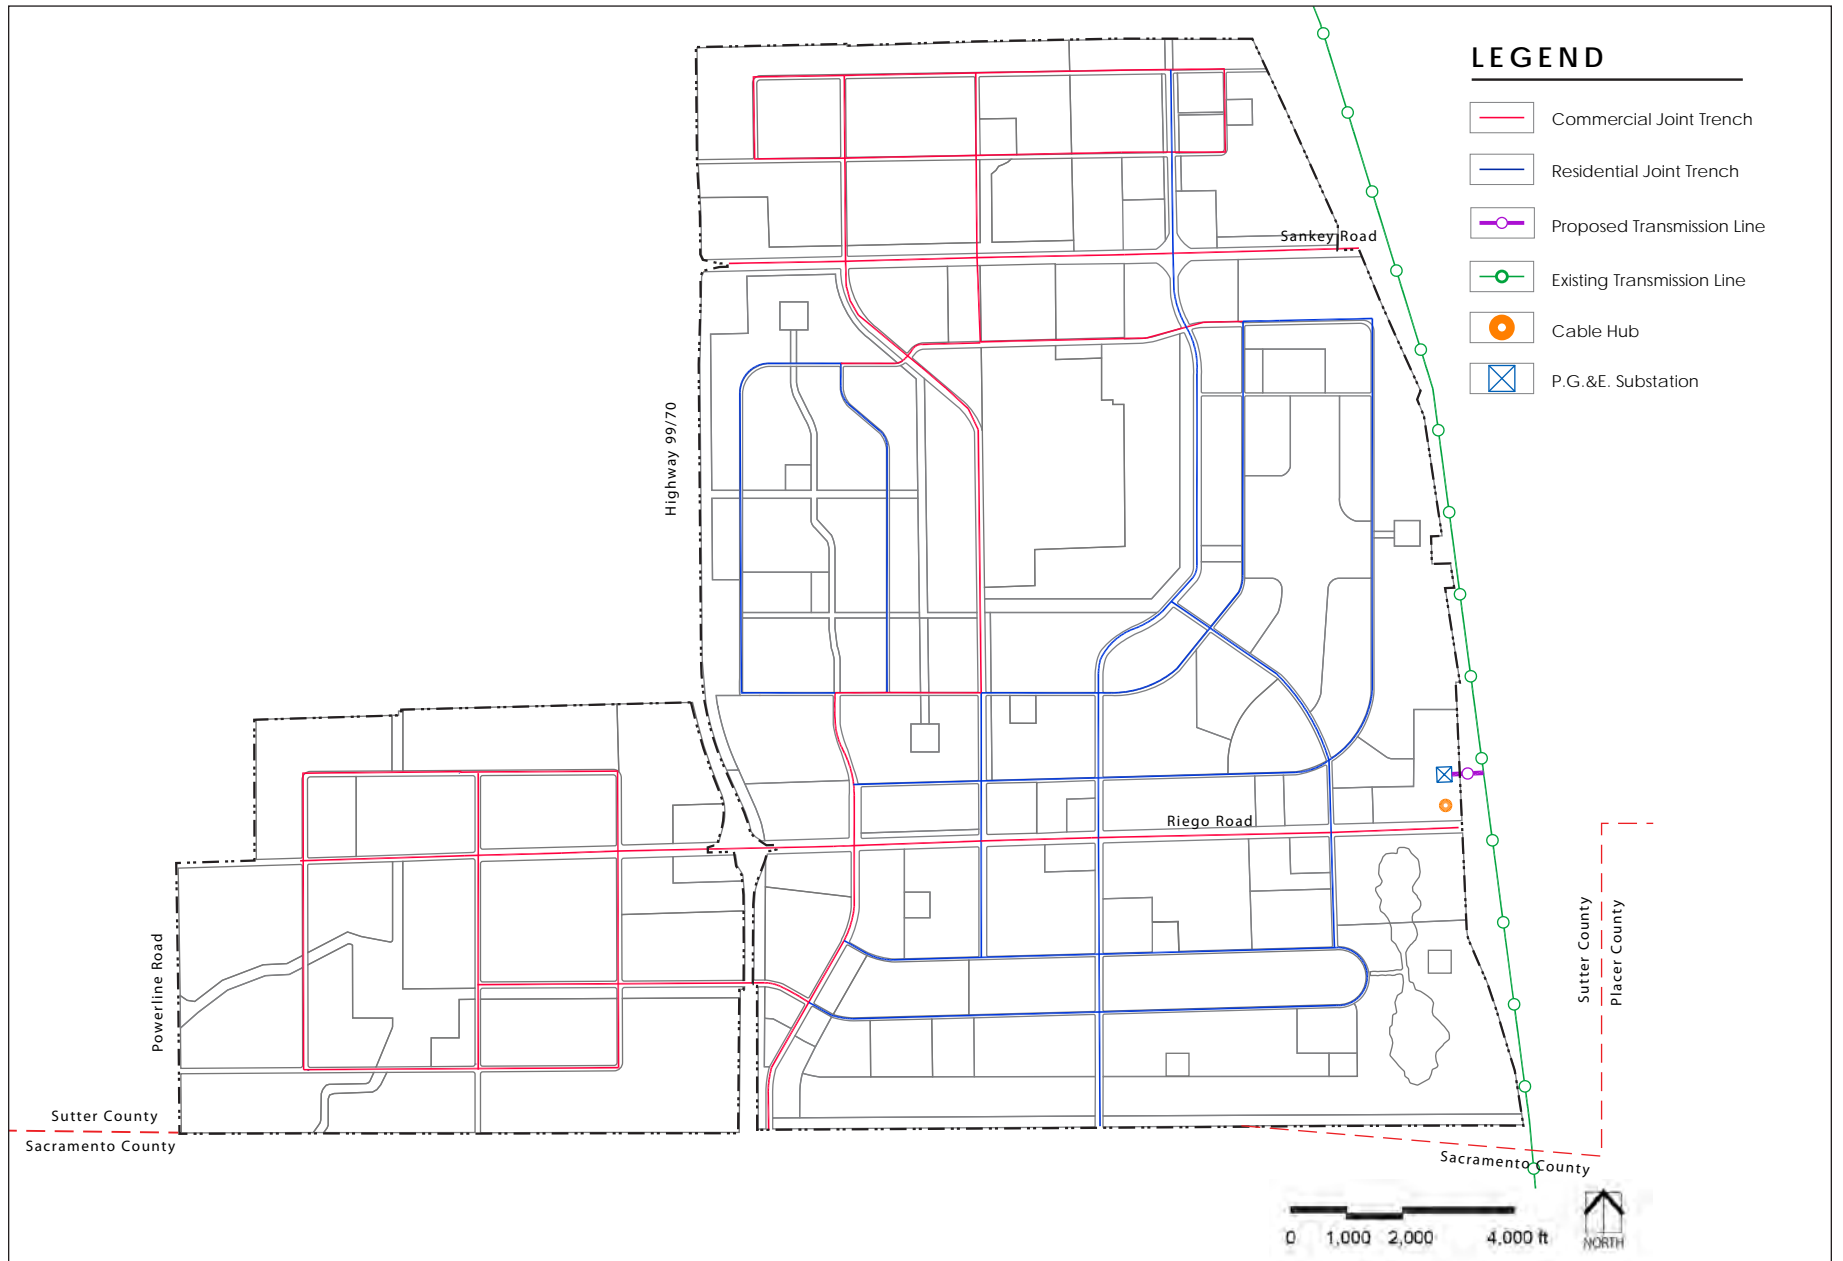 LEGEND
Commercial Joint Trench
Residential Joint Trench
Proposed Transmission Line
Existing Transmission Line
Cable Hub
P.G.&E. Substation
Sankey Road
Highway 99/70
Riego Road
Powerline Road
Sutter County
Placer County
Sutter County
Sacramento County
Sacramento County
0 1,000 2,000 4,000 ft
NORTH